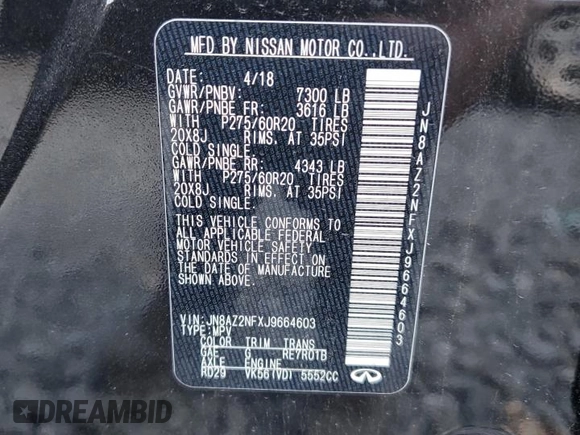 MFD BY NISSAN MOTOR CO.,LTD.
DATE: 4/18
GVWR/PNBV: 7300 LB
GAWR/PNBE FR: 3616 LB
WITH P275/60R20 TIRES
20X8J RIMS. AT 35PSI
COLD SINGLE.
GAWR/PNBE RR: 4343 LB
WITH P275/60R20 TIRES
20X8J RIMS. AT 35PSI
COLD SINGLE.
THIS VEHICLE CONFORMS TO
ALL APPLICABLE FEDERAL
MOTOR VEHICLE SAFETY
STANDARDS IN EFFECT ON
THE DATE OF MANUFACTURE
SHOWN ABOVE.
VIN: JN8AZ2NFXJ9664603
TYPE: MPV
COLOR TRIM TRANS
GAE G RE7R01B
AXLE ENGINE
RD29 VK56(VD) 5552CC
JN8AZ2NFXJ9664603
DREAMBID